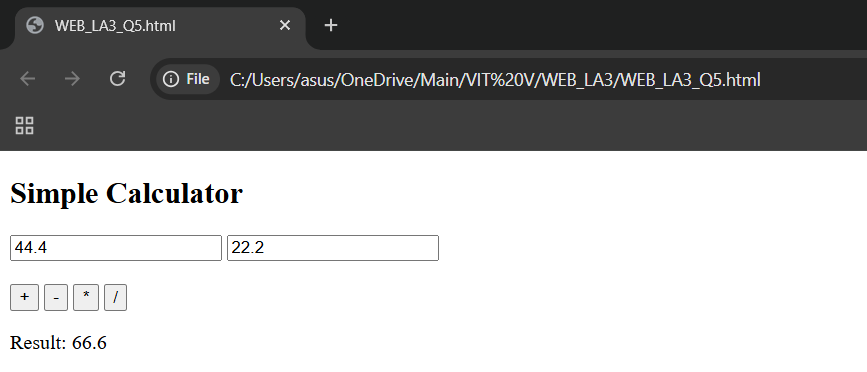 WEB_LA3_Q5.html
File C:/Users/asus/OneDrive/Main/VIT%20V/WEB_LA3/WEB_LA3_Q5.html
Simple Calculator
44.4 22.2
+ - * /
Result: 66.6